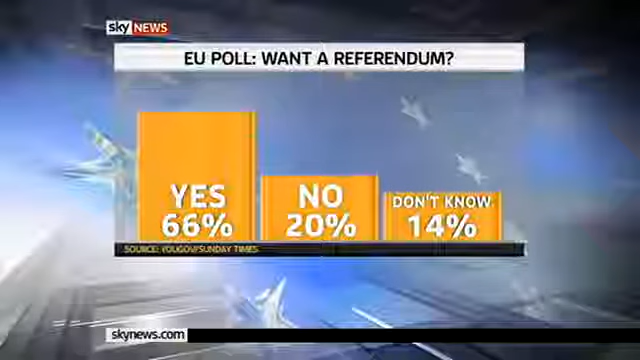 sky NEWS
EU POLL: WANT A REFERENDUM?
YES
66%
NO
20%
DON'T KNOW
14%
SOURCE: YOUGOV/SUNDAY TIMES
skynews.com